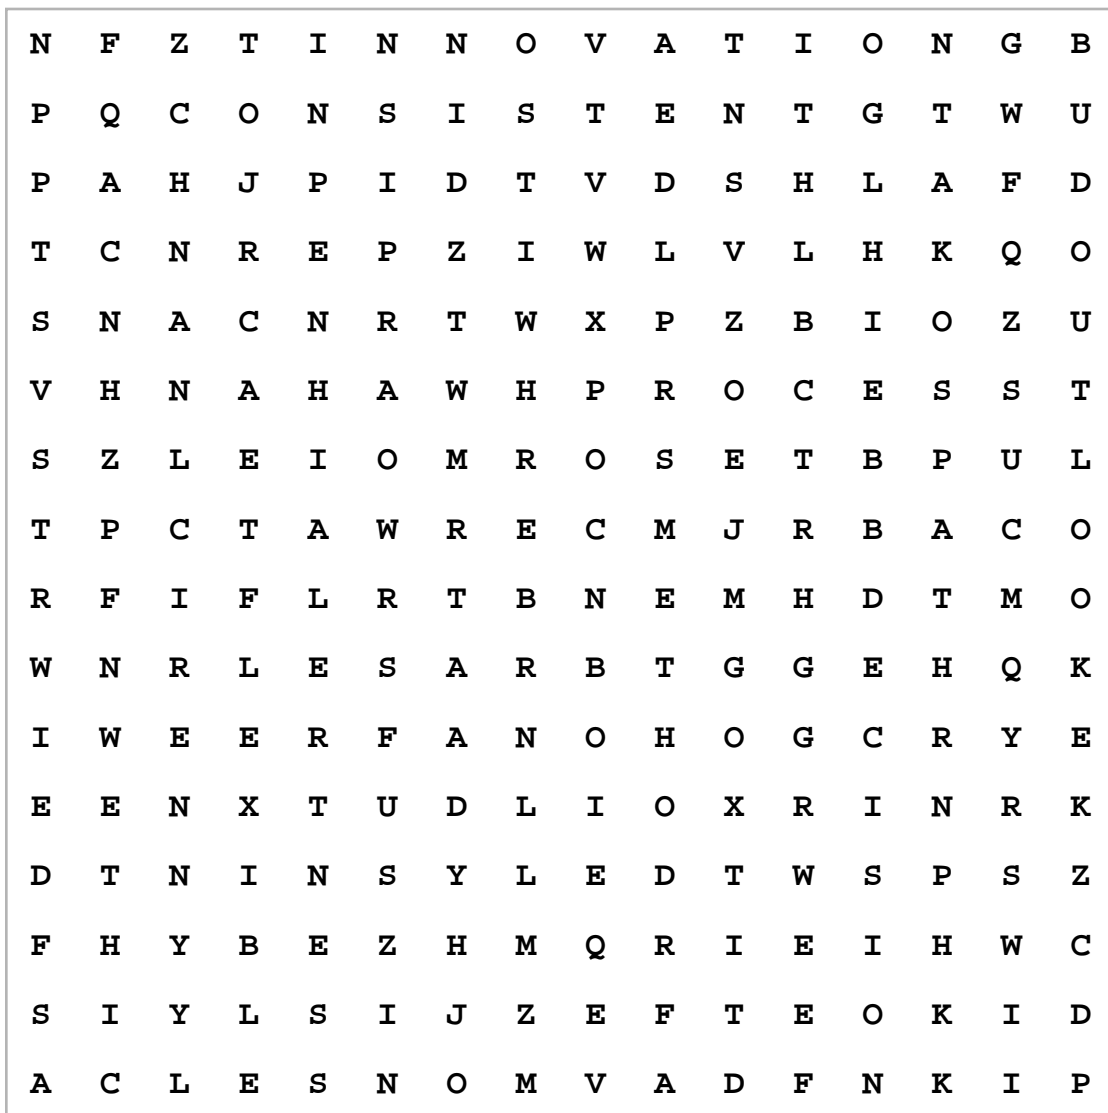 N F Z T I N N O V A T I O N G B
P Q C O N S I S T E N T G T W U
P A H J P I D T V D S H L A F D
T C N R E P Z I W L V L H K Q O
S N A C N R T W X P Z B I O Z U
V H N A H A W H P R O C E S S T
S Z L E I O M R O S E T B P U L
T P C T A W R E C M J R B A C O
R F I F L R T B N E M H D T M O
W N R L E S A R B T G G E H Q K
I W E E R F A N O H O G C R Y E
E E N X T U D L I O X R I N R K
D T N I N S Y L E D T W S P S Z
F H Y B E Z H M Q R I E I H W C
S I Y L S I J Z E F T E O K I D
A C L E S N O M V A D F N K I P